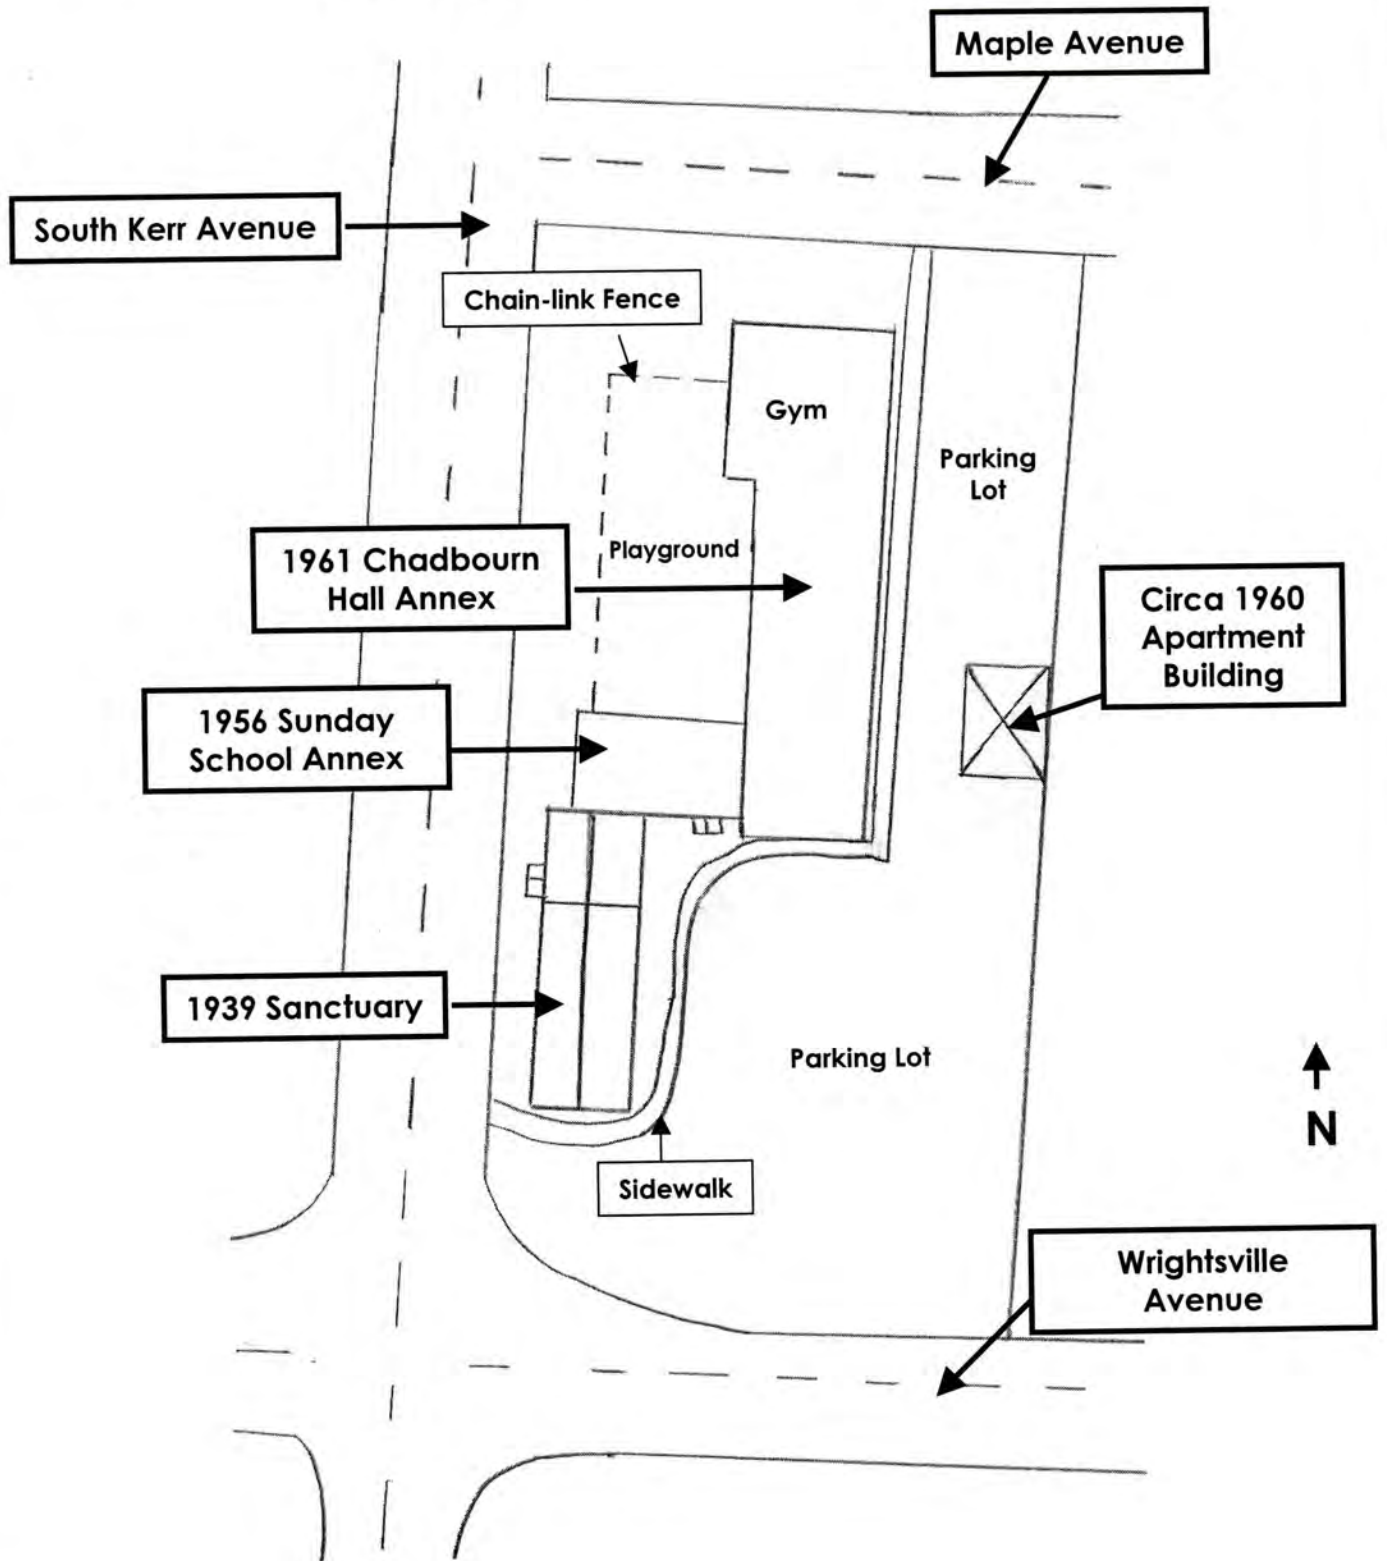 Maple Avenue
South Kerr Avenue
Chain-link Fence
Gym
Parking
Lot
1961 Chadbourn
Hall Annex
Playground
Circa 1960
Apartment
Building
1956 Sunday
School Annex
1939 Sanctuary
Parking Lot
N
Sidewalk
Wrightsville
Avenue